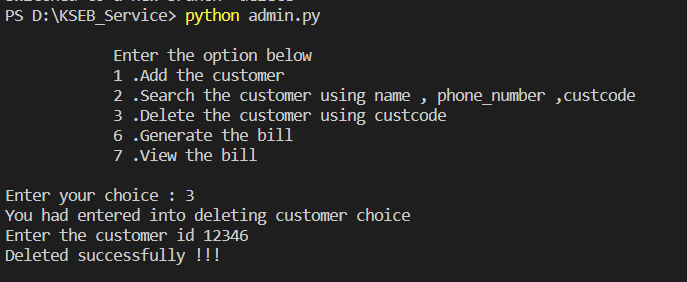 PS D:\KSEB_Service> python admin.py
Enter the option below
1 .Add the customer
2 .Search the customer using name , phone_number ,custcode
3 .Delete the customer using custcode
6 .Generate the bill
7 .View the bill
Enter your choice : 3
You had entered into deleting customer choice
Enter the customer id 12346
Deleted successfully !!!